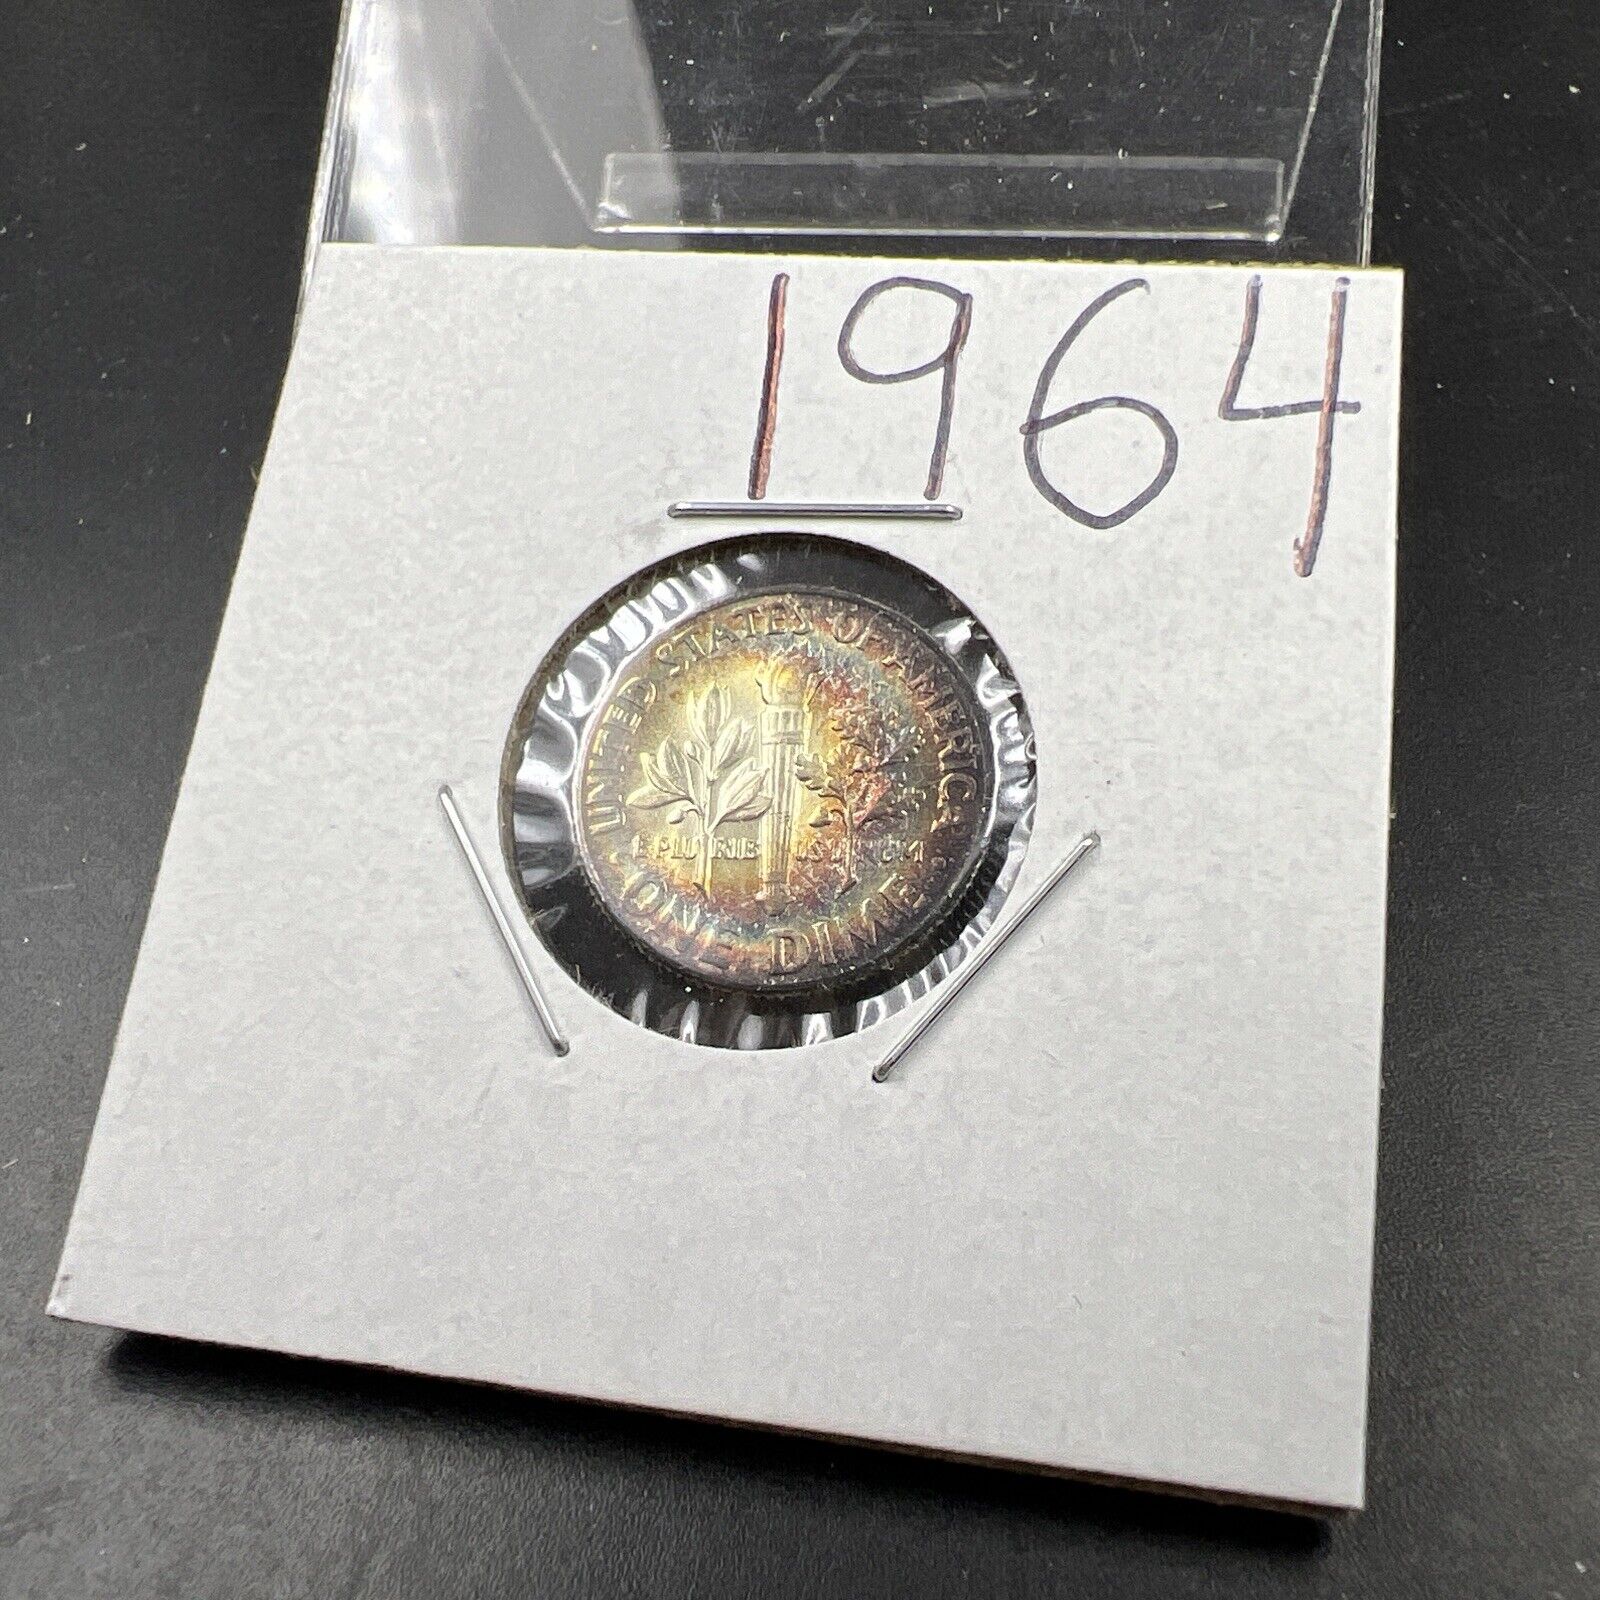 1964
UNITED STATES OF AMERICA
E PLURIBUS UNUM
ONE DIME